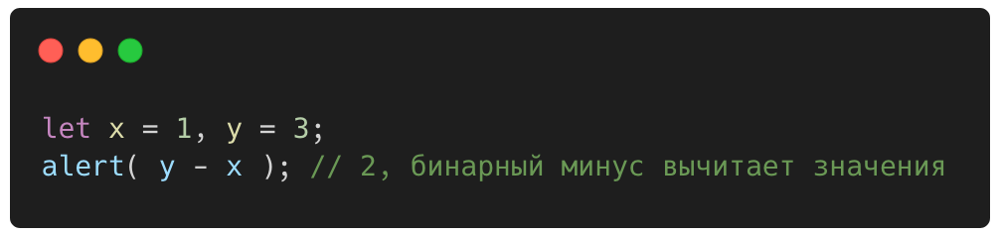 let x = 1, y = 3;
alert( y - x ); // 2, бинарный минус вычитает значения